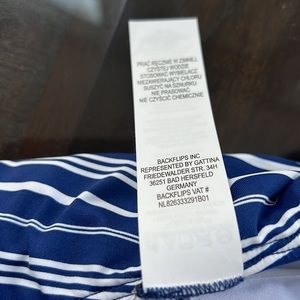 PRAĆ RĘCZNIE W ZIMNEJ,
CZYSTEJ WODZIE
STOSOWAĆ WYBIELACZ
NIEZAWIERAJĄCY CHLORU
SUSZYĆ NA SZNURKU
NIE PRASOWAĆ
NIE CZYŚCIĆ CHEMICZNIE
BACKFLIPS INC
REPRESENTED BY GATTINA
FRIEDEWALDER STR. 34H
36251 BAD HERSFELD
GERMANY
BACKFLIPS VAT #
NL826333291B01